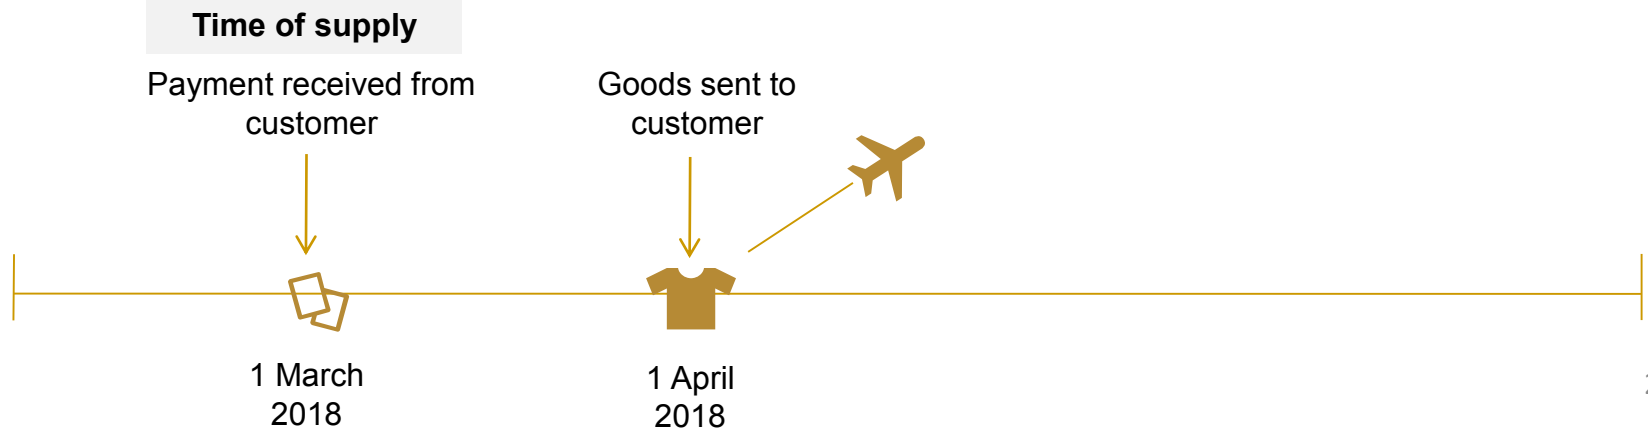 Time of supply
Payment received from
customer
Goods sent to
customer
1 March
2018
1 April
2018